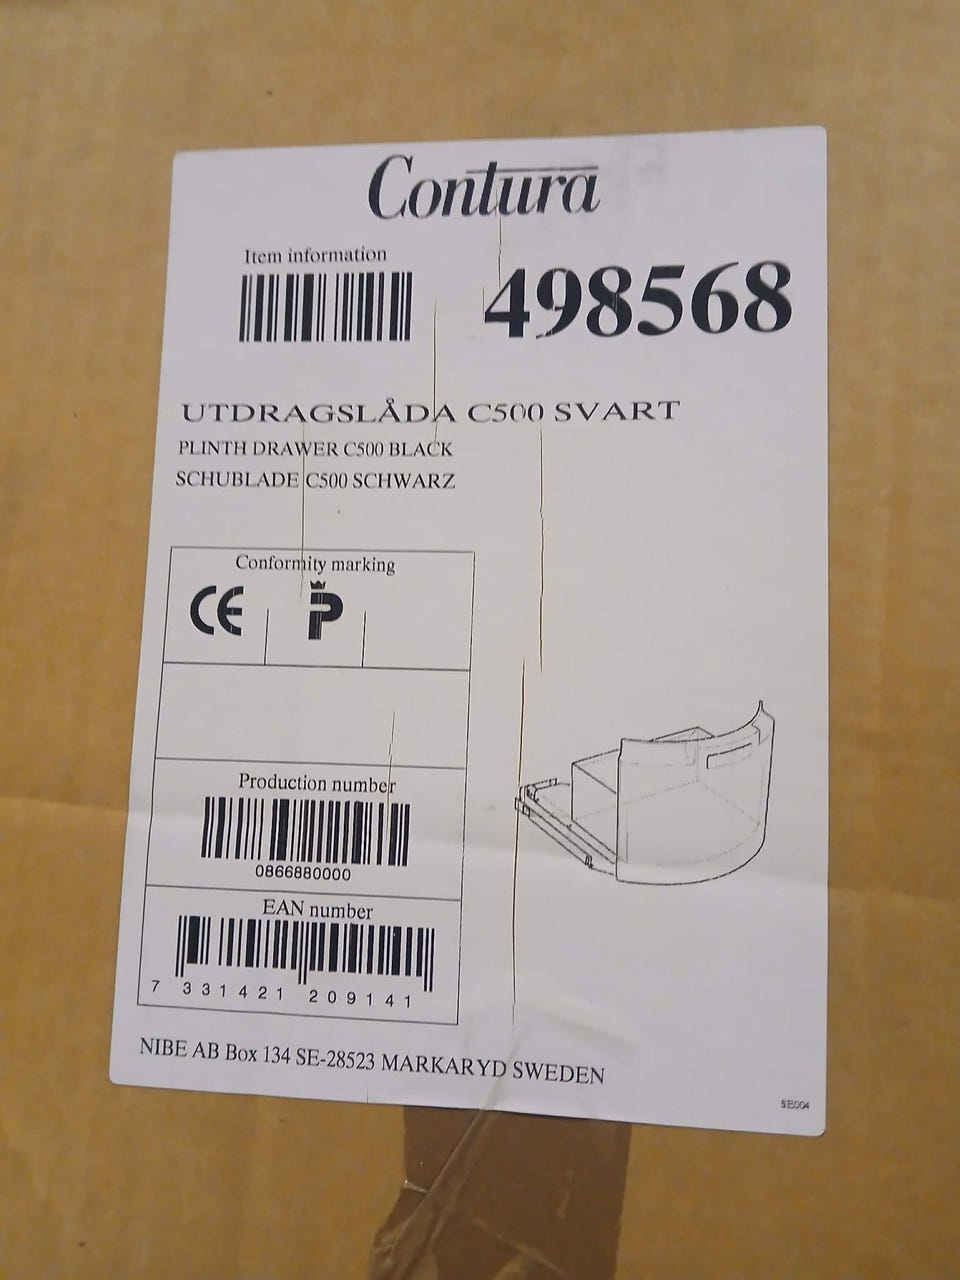 Contura
Item information
498568
UTDRAGSLÅDA C500 SVART
PLINTH DRAWER C500 BLACK
SCHUBLADE C500 SCHWARZ
Conformity marking
CE P
Production number
0866880000
EAN number
7 331421 209141
NIBE AB Box 134 SE-28523 MARKARYD SWEDEN
SE004